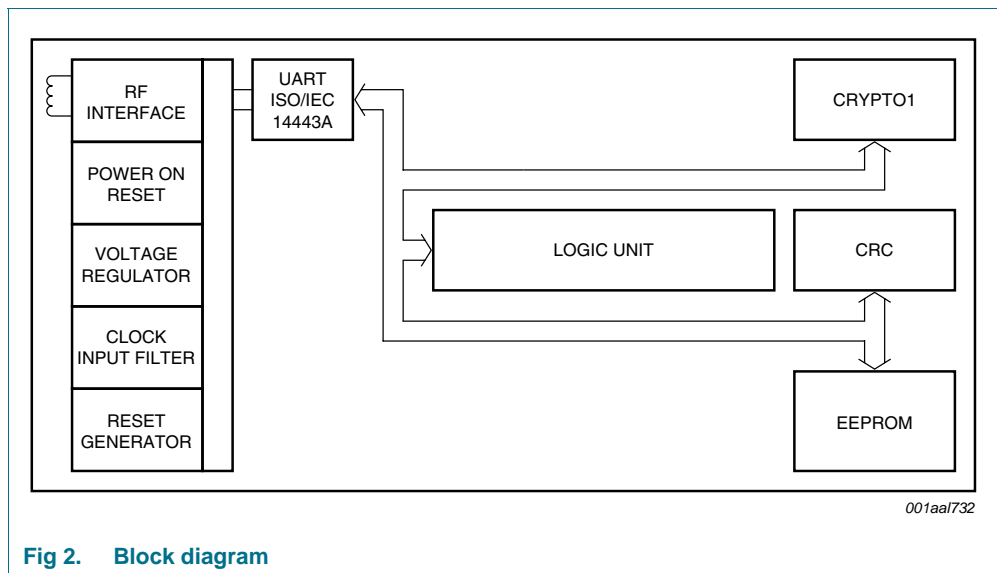 RF
INTERFACE
POWER ON
RESET
VOLTAGE
REGULATOR
CLOCK
INPUT FILTER
RESET
GENERATOR
UART
ISO/IEC
14443A
LOGIC UNIT
CRYPTO1
CRC
EEPROM
001aal732
Fig 2. Block diagram